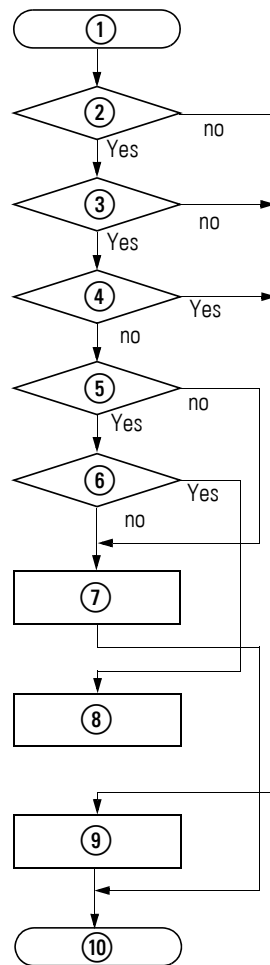 ①
②
no
Yes
③
no
Yes
④
Yes
no
⑤
no
Yes
⑥
Yes
no
⑦
⑧
⑨
⑩